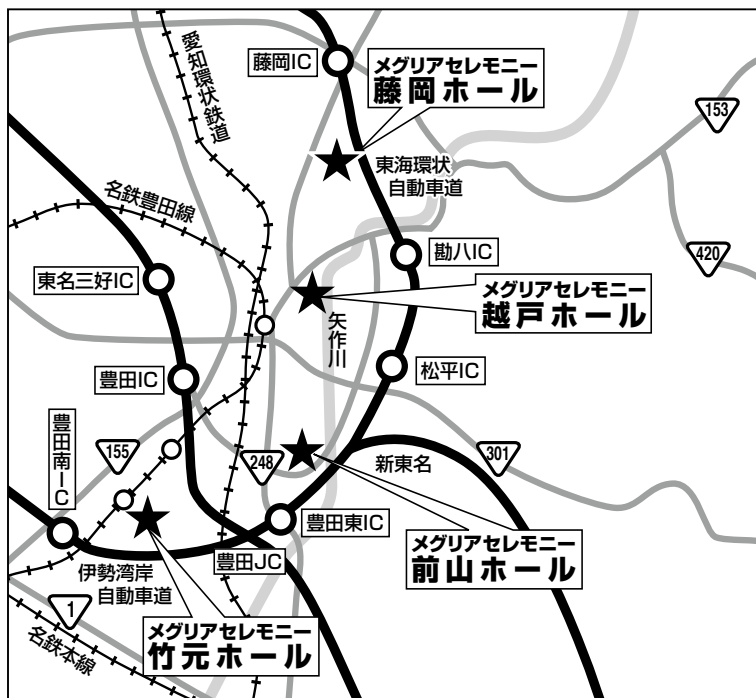 愛知環状鉄道
藤岡IC
メグリアセレモニー
藤岡ホール
153
東海環状
自動車道
名鉄豊田線
勘八IC
420
東名三好IC
メグリアセレモニー
越戸ホール
矢作川
豊田IC
松平IC
豊田南IC
155
248
新東名
301
豊田東IC
メグリアセレモニー
前山ホール
豊田JC
伊勢湾岸
自動車道
1
メグリアセレモニー
竹元ホール
名鉄本線